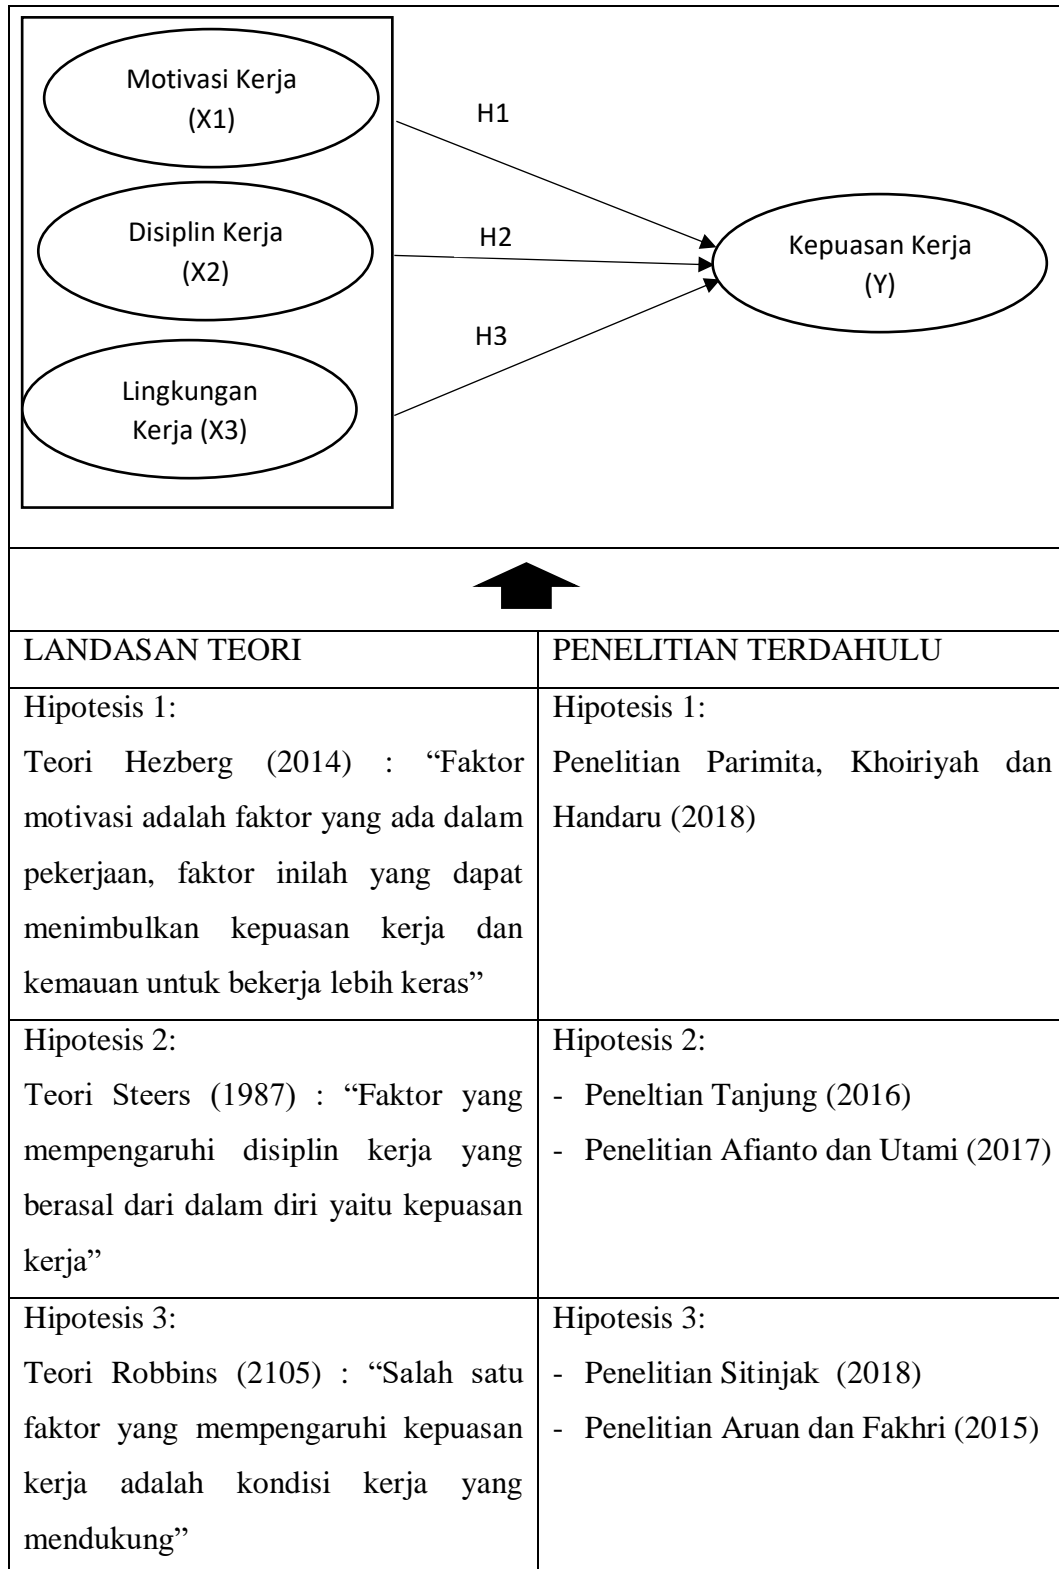 Motivasi Kerja
(X1)
H1
Disiplin Kerja
(X2)
H2
Kepuasan Kerja
(Y)
H3
Lingkungan
Kerja (X3)
LANDASAN TEORI
PENELITIAN TERDAHULU
Hipotesis 1:
Teori Hezberg (2014) : “Faktor
motivasi adalah faktor yang ada dalam
pekerjaan, faktor inilah yang dapat
menimbulkan kepuasan kerja dan
kemauan untuk bekerja lebih keras”
Hipotesis 1:
Penelitian Parimita, Khoiriyah dan
Handaru (2018)
Hipotesis 2:
Teori Steers (1987) : “Faktor yang
mempengaruhi disiplin kerja yang
berasal dari dalam diri yaitu kepuasan
kerja”
Hipotesis 2:
- Peneltian Tanjung (2016)
- Penelitian Afianto dan Utami (2017)
Hipotesis 3:
Teori Robbins (2105) : “Salah satu
faktor yang mempengaruhi kepuasan
kerja adalah kondisi kerja yang
mendukung”
Hipotesis 3:
- Penelitian Sitinjak (2018)
- Penelitian Aruan dan Fakhri (2015)